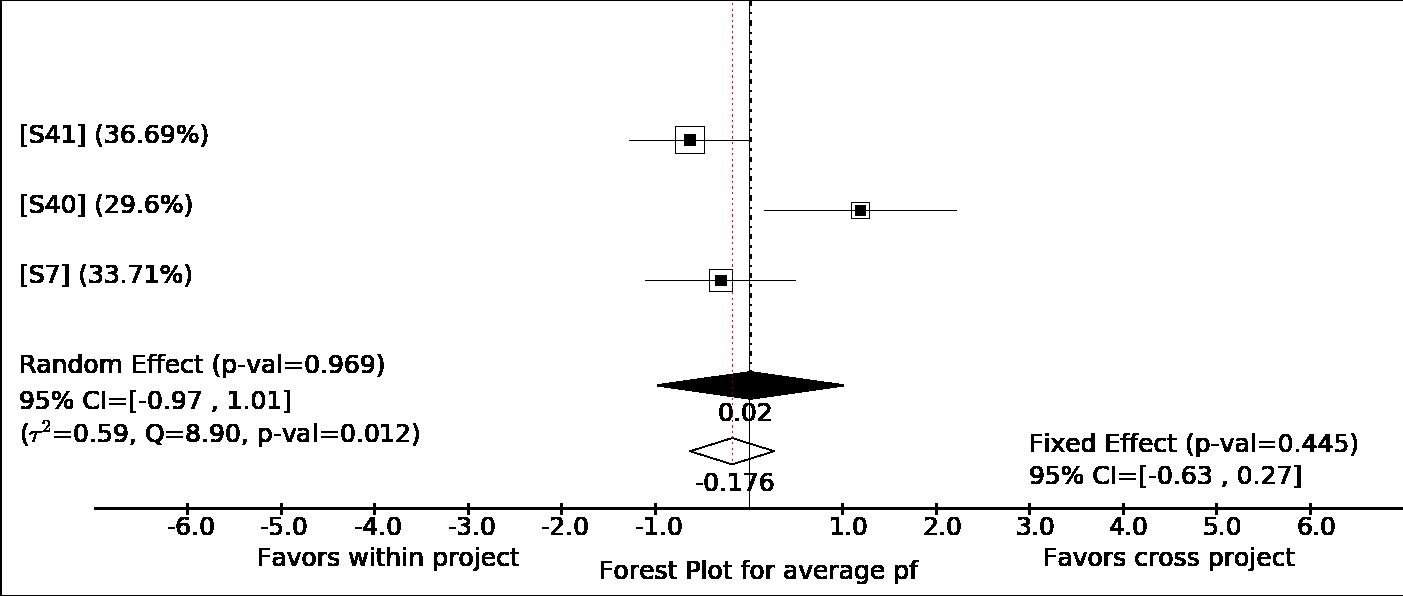 [S41] (36.69%)
[S40] (29.6%)
[S7] (33.71%)
Random Effect (p-val=0.969)
95% CI=[-0.97 , 1.01]
(τ²=0.59, Q=8.90, p-val=0.012)
0.02
-0.176
Fixed Effect (p-val=0.445)
95% CI=[-0.63 , 0.27]
-6.0 -5.0 -4.0 -3.0 -2.0 -1.0 1.0 2.0 3.0 4.0 5.0 6.0
Favors within project
Forest Plot for average pf
Favors cross project